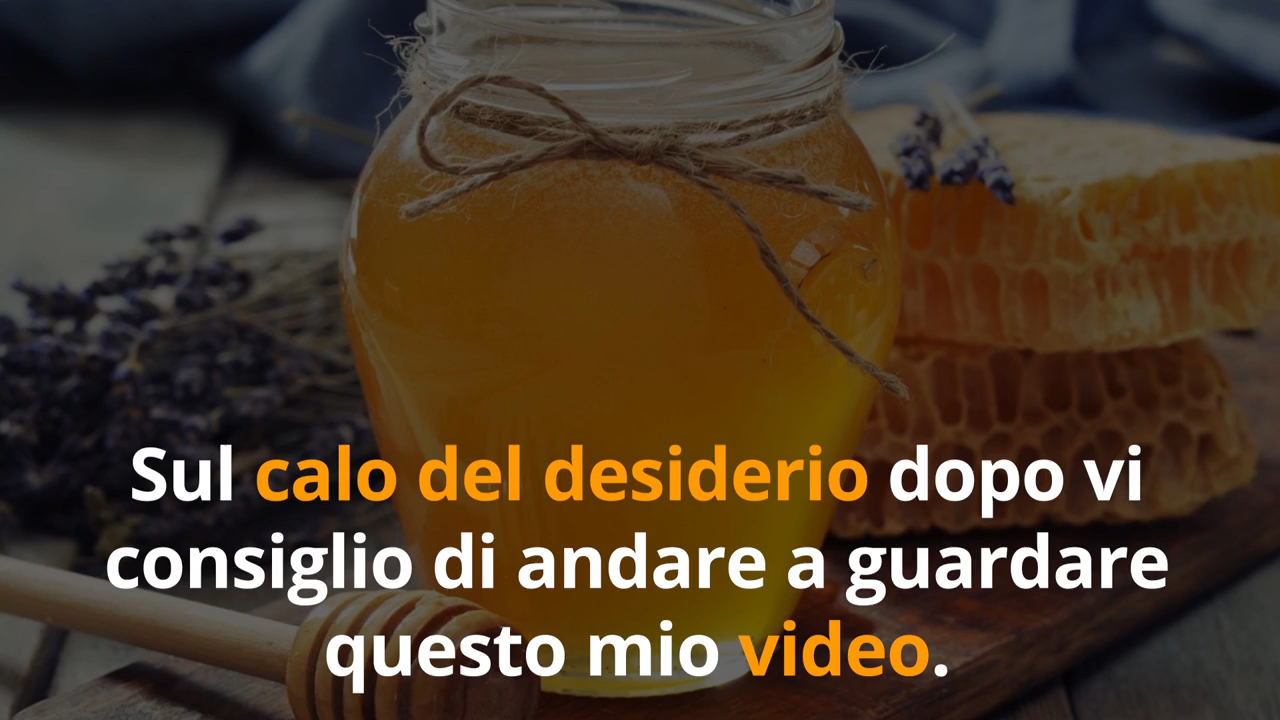 Sul calo del desiderio dopo vi
consiglio di andare a guardare
questo mio video.